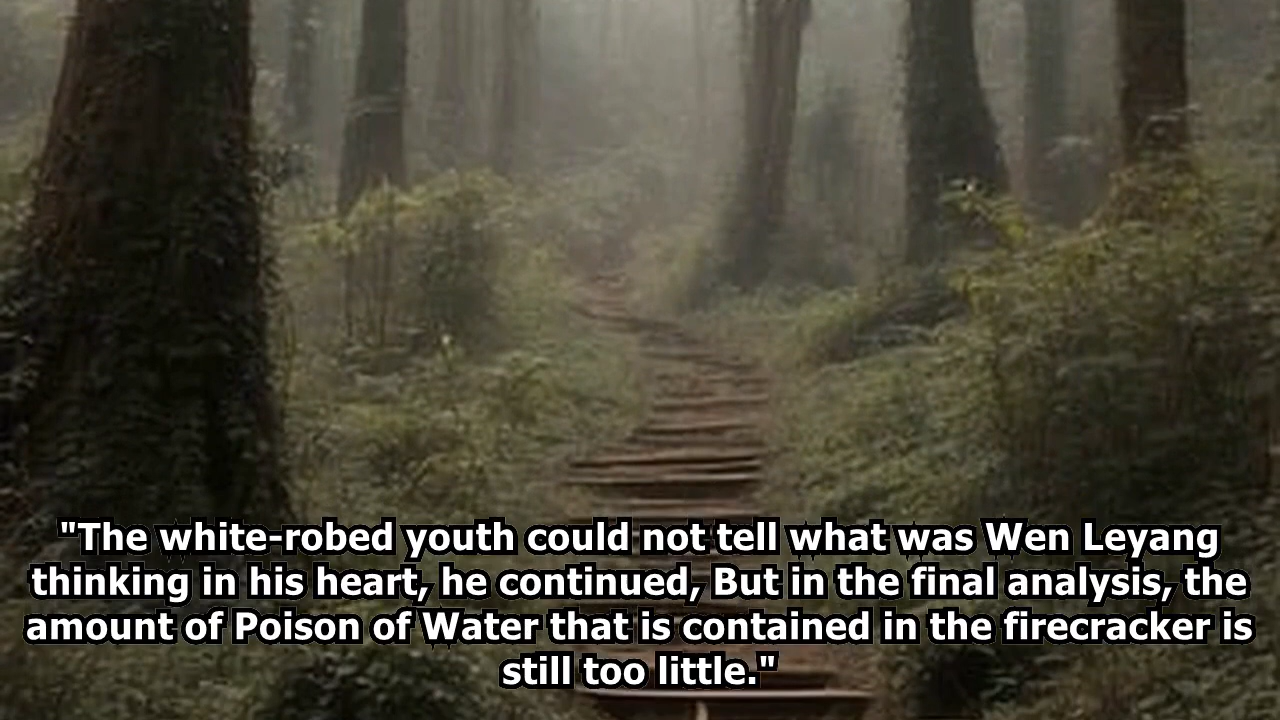 "The white-robed youth could not tell what was Wen Leyang
thinking in his heart, he continued, But in the final analysis, the
amount of Poison of Water that is contained in the firecracker is
still too little."